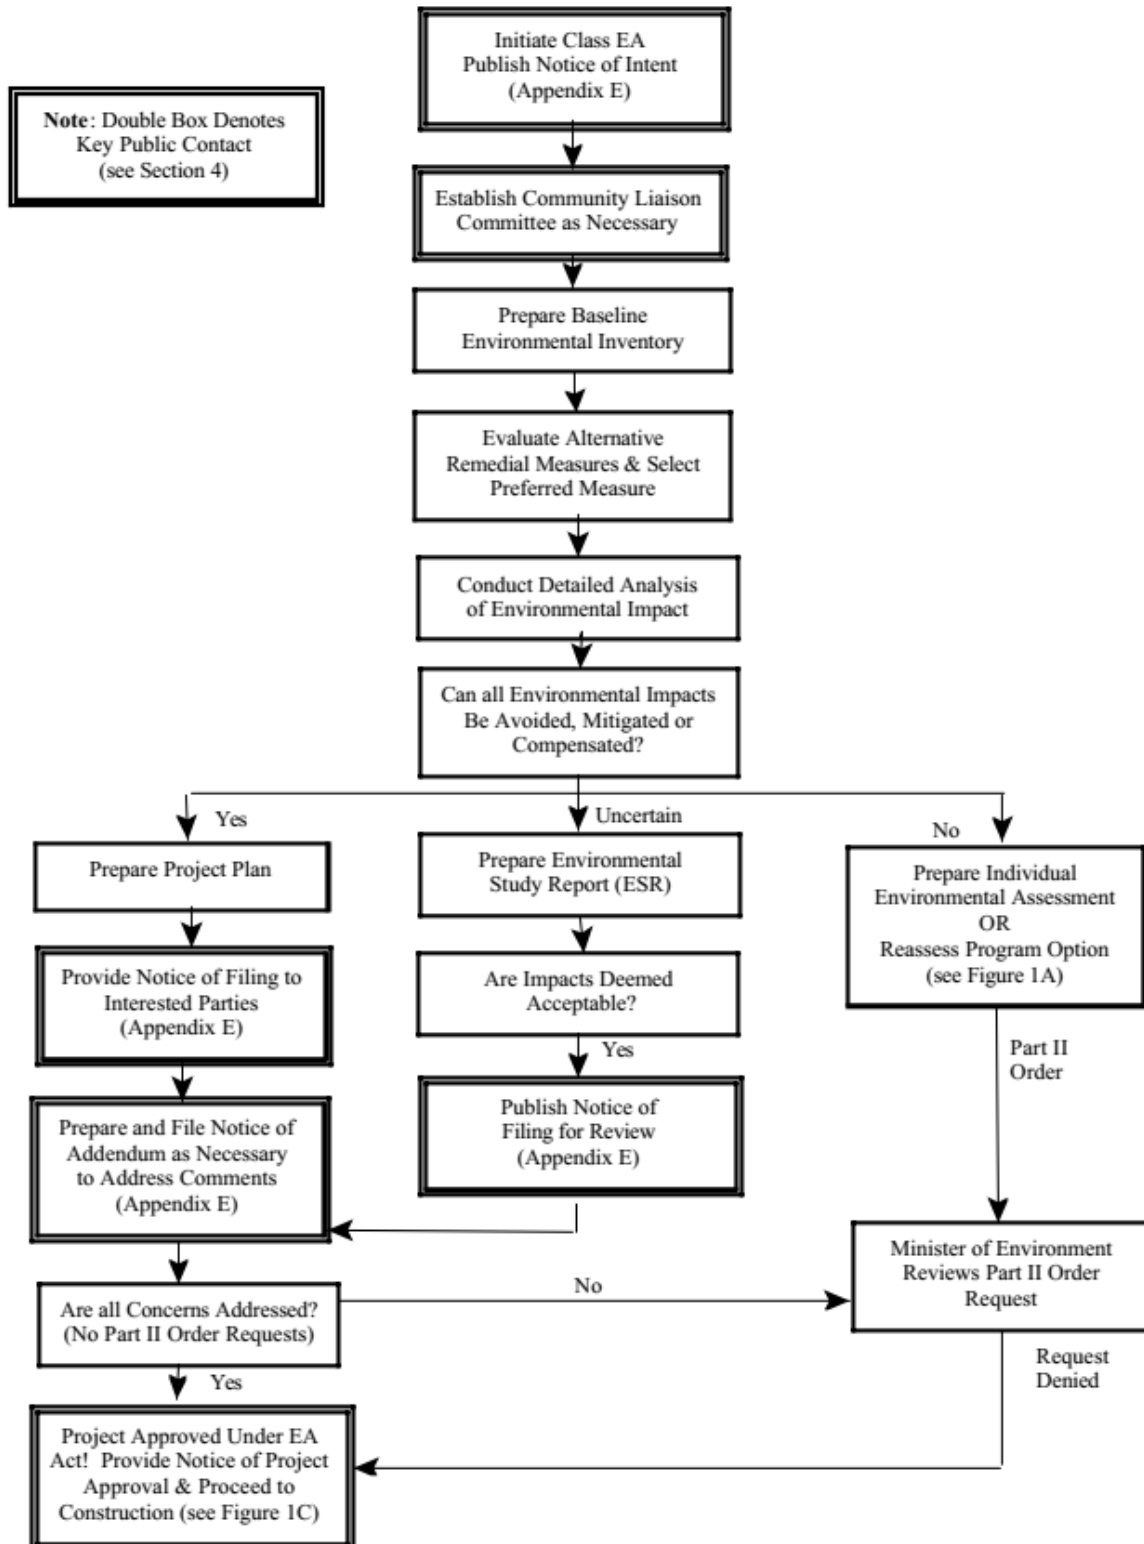 Initiate Class EA
Publish Notice of Intent
(Appendix E)
Note: Double Box Denotes
Key Public Contact
(see Section 4)
Establish Community Liaison
Committee as Necessary
Prepare Baseline
Environmental Inventory
Evaluate Alternative
Remedial Measures & Select
Preferred Measure
Conduct Detailed Analysis
of Environmental Impact
Can all Environmental Impacts
Be Avoided, Mitigated or
Compensated?
Yes
Uncertain
No
Prepare Project Plan
Prepare Environmental
Study Report (ESR)
Prepare Individual
Environmental Assessment
OR
Reassess Program Option
(see Figure 1A)
Provide Notice of Filing to
Interested Parties
(Appendix E)
Are Impacts Deemed
Acceptable?
Yes
Part II
Order
Prepare and File Notice of
Addendum as Necessary
to Address Comments
(Appendix E)
Publish Notice of
Filing for Review
(Appendix E)
Minister of Environment
Reviews Part II Order
Request
Are all Concerns Addressed?
(No Part II Order Requests)
No
Yes
Request
Denied
Project Approved Under EA
Act! Provide Notice of Project
Approval & Proceed to
Construction (see Figure 1C)